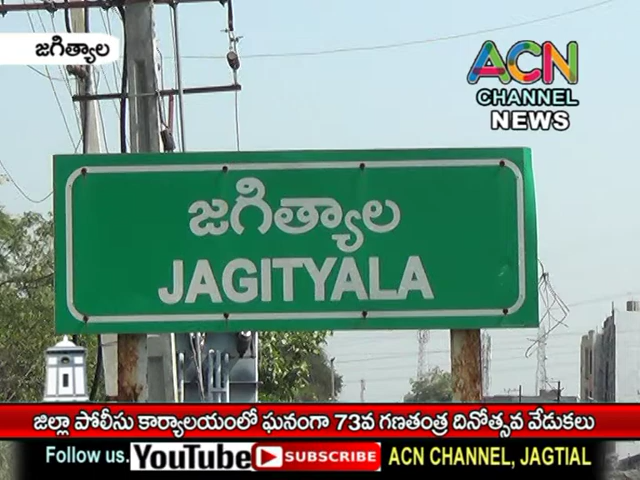 జగిత్యాల
ACN
CHANNEL
NEWS
జగిత్యాల
JAGITYALA
జిల్లా పోలీసు కార్యాలయంలో ఘనంగా 73వ గణతంత్ర దినోత్సవ వేడుకలు
Follow us. YouTube SUBSCRIBE ACN CHANNEL, JAGTIAL